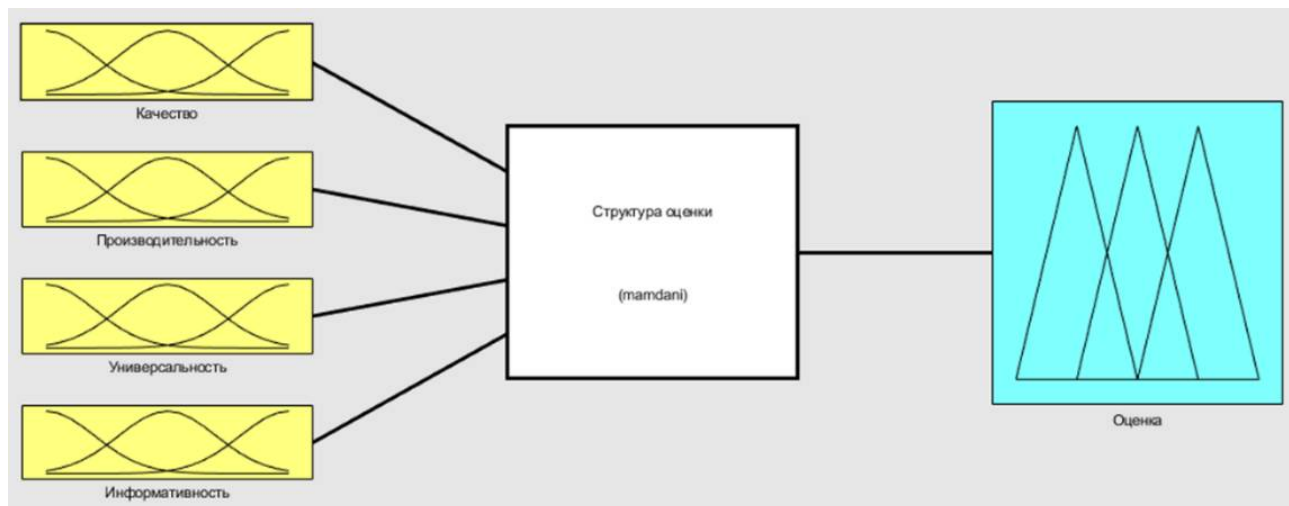 Качество
Производительность
Универсальность
Информативность
Структура оценки
(mamdani)
Оценка